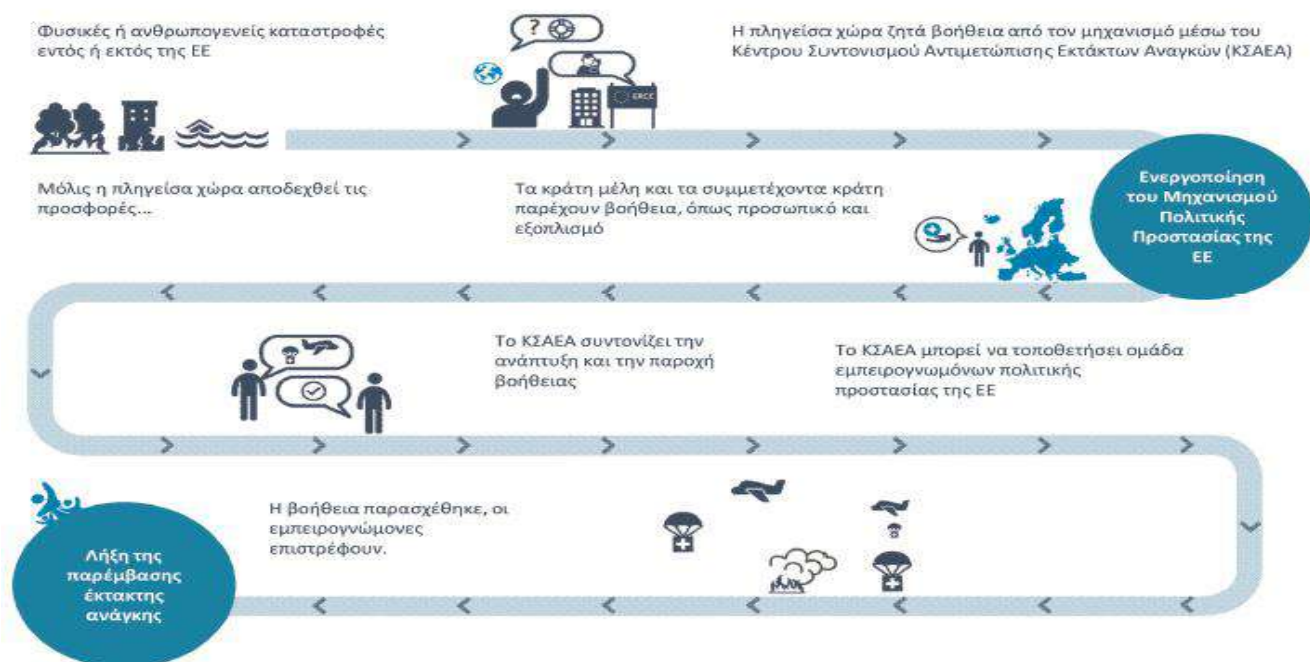 Φυσικές ή ανθρωπογενείς καταστροφές
εντός ή εκτός της ΕΕ
Η πληγείσα χώρα ζητά βοήθεια από τον μηχανισμό μέσω του
Κέντρου Συντονισμού Αντιμετώπισης Εκτάκτων Αναγκών (ΚΣΑΕΑ)
?
ERCC
Μόλις η πληγείσα χώρα αποδεχθεί τις
προσφορές...
Τα κράτη μέλη και τα συμμετέχοντα κράτη
παρέχουν βοήθεια, όπως προσωπικό και
εξοπλισμό
Ενεργοποίηση
του Μηχανισμού
Πολιτικής
Προστασίας της
ΕΕ
Το ΚΣΑΕΑ συντονίζει την
ανάπτυξη και την παροχή
βοήθειας
Το ΚΣΑΕΑ μπορεί να τοποθετήσει ομάδα
εμπειρογνωμόνων πολιτικής
προστασίας της ΕΕ
Η βοήθεια παρασχέθηκε, οι
εμπειρογνώμονες
επιστρέφουν.
Λήξη της
παρέμβασης
έκτακτης
ανάγκης